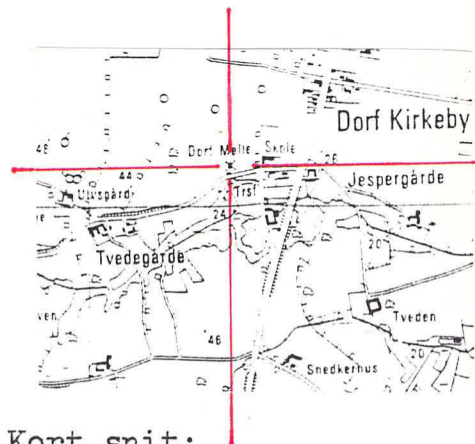 Dorf Kirkeby
Dorf Mølle Skole
48
26
44
Trsf.
Jespergårde
Ulvsgård
24
Tvedegårde
20
Tveden
46
20
Snedkerhus
Kort snit: